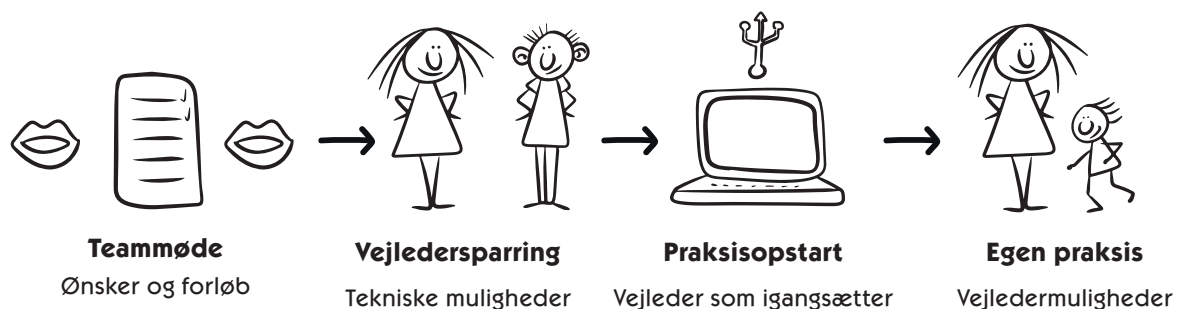 Teammøde
Ønsker og forløb
Vejledersparring
Tekniske muligheder
Praksisopstart
Vejleder som igangsætter
Egen praksis
Vejledermuligheder